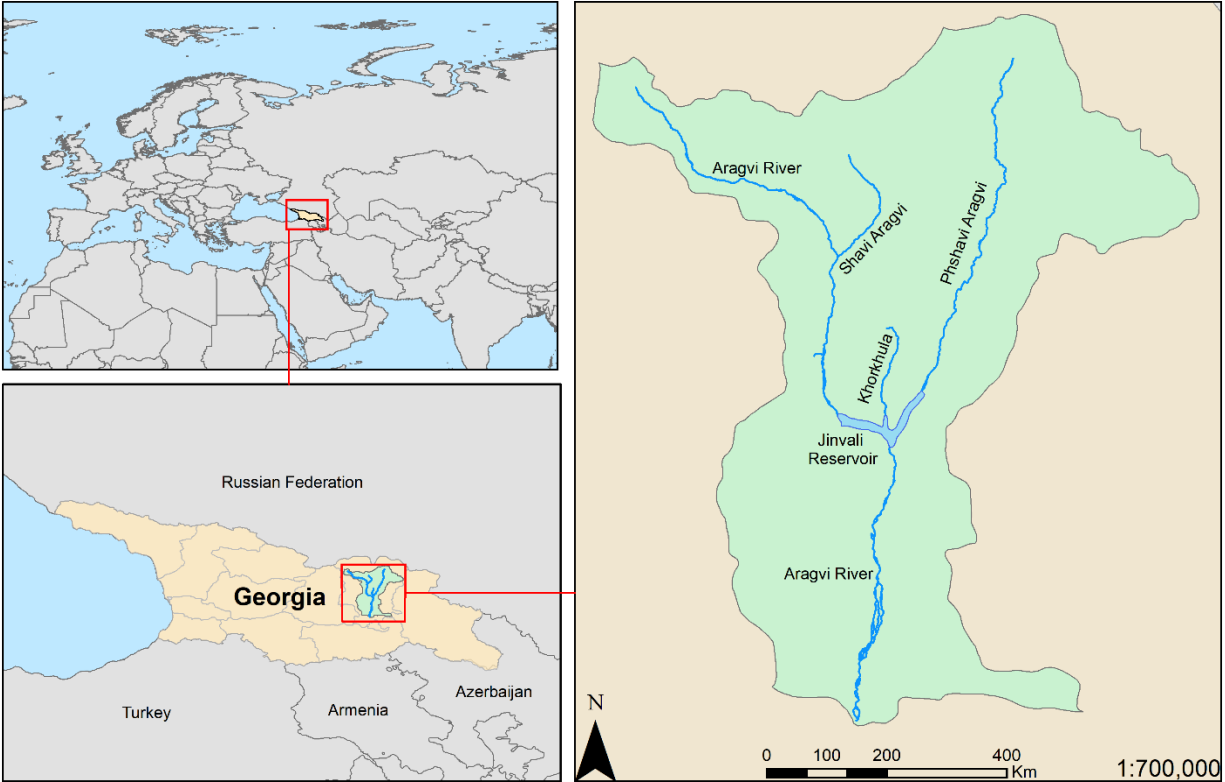 Russian Federation
Georgia
Azerbaijan
Turkey
Armenia
Aragvi River
Shavi Aragvi
Phshavi Aragvi
Khorkhula
Jinvali
Reservoir
Aragvi River
N
0 100 200 400
Km
1:700,000